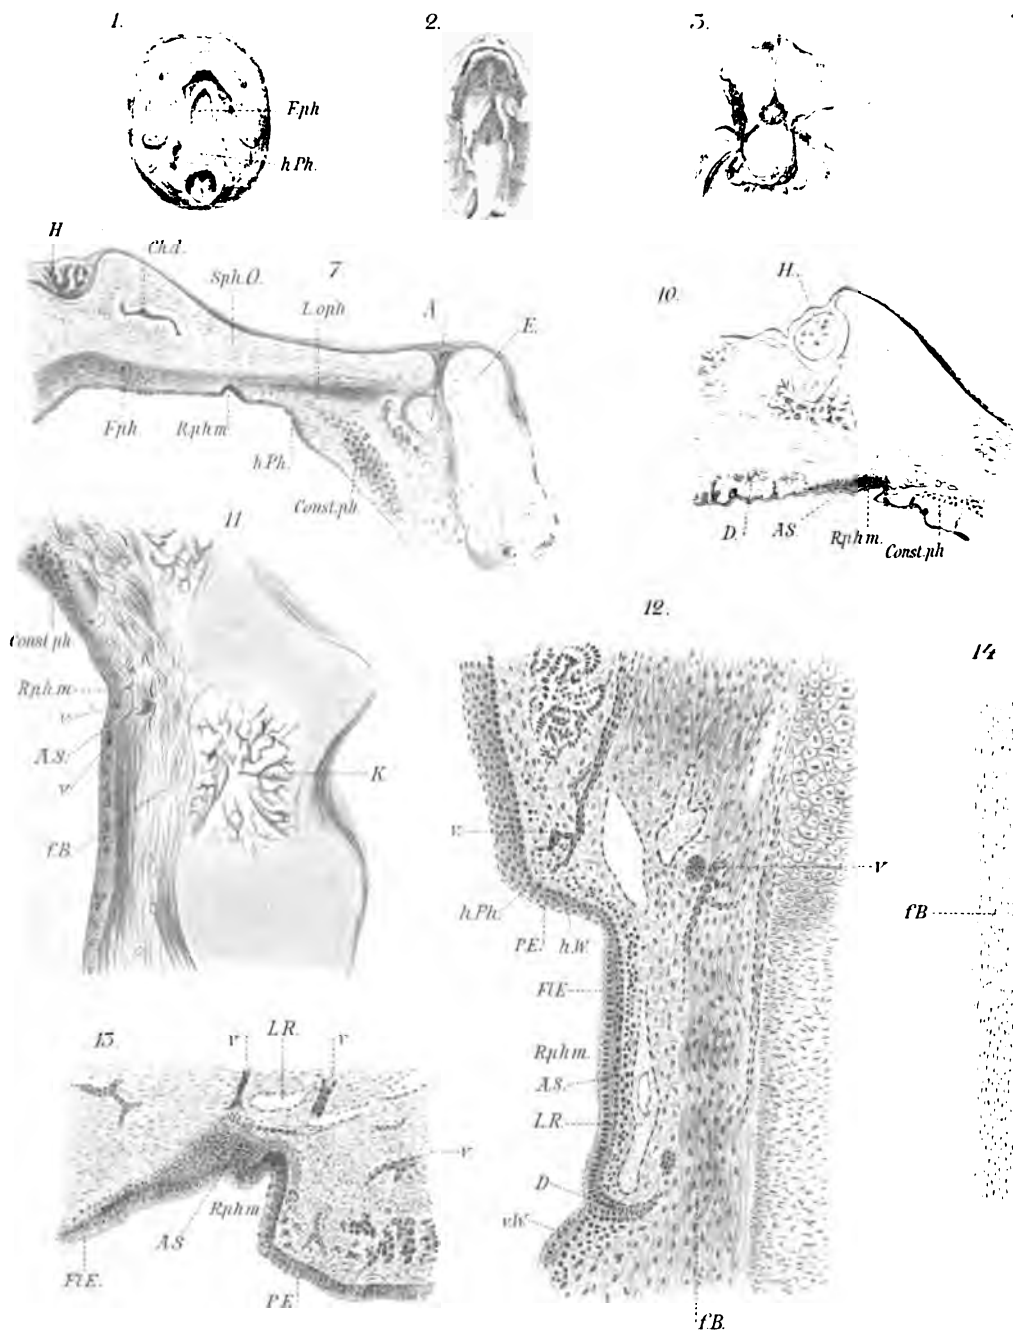 1.
2.
3.
F.ph
h.Ph.
H
Ch.d.
Sph.O.
7
L.oph
A
E.
F.ph
R.ph.m
h.Ph.
Const.ph
10.
H.
D.
A.S.
R.ph m.
Const.ph
11
Const.ph
R.ph.m
v
A.S.
v
f.B.
K
12.
v.
V
h.Ph.
P.E.
h.W.
Fl.E
R.ph.m.
A.S.
L.R.
D
v.W.
f.B.
14
f.B
13
v
L.R.
v
v
R.ph.m
A.S
Fl.E.
P.E